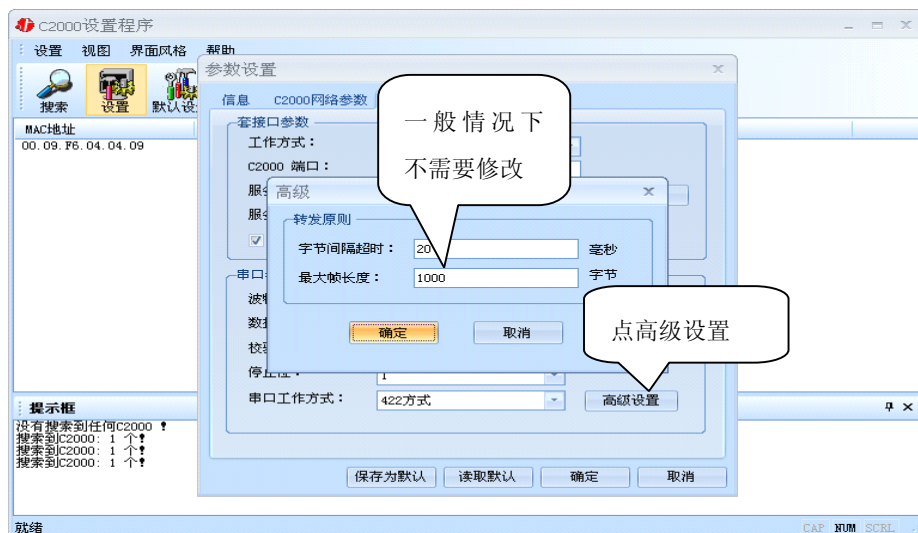 C2000设置程序
设置 视图 界面风格 帮助
搜索 设置 默认设
MAC地址
00.09.F6.04.04.09
参数设置
信息 C2000网络参数
套接口参数
工作方式：
C2000 端口：
一般情况下
不需要修改
高级
转发原则
字节间隔超时： 20 毫秒
最大帧长度： 1000 字节
确定 取消
点高级设置
停止位： 1
串口工作方式： 422方式 高级设置
保存为默认 读取默认 确定 取消
提示框
没有搜索到任何C2000 ！
搜索到C2000: 1 个!
搜索到C2000: 1 个!
搜索到C2000: 1 个!
就绪
CAP NUM SCRL